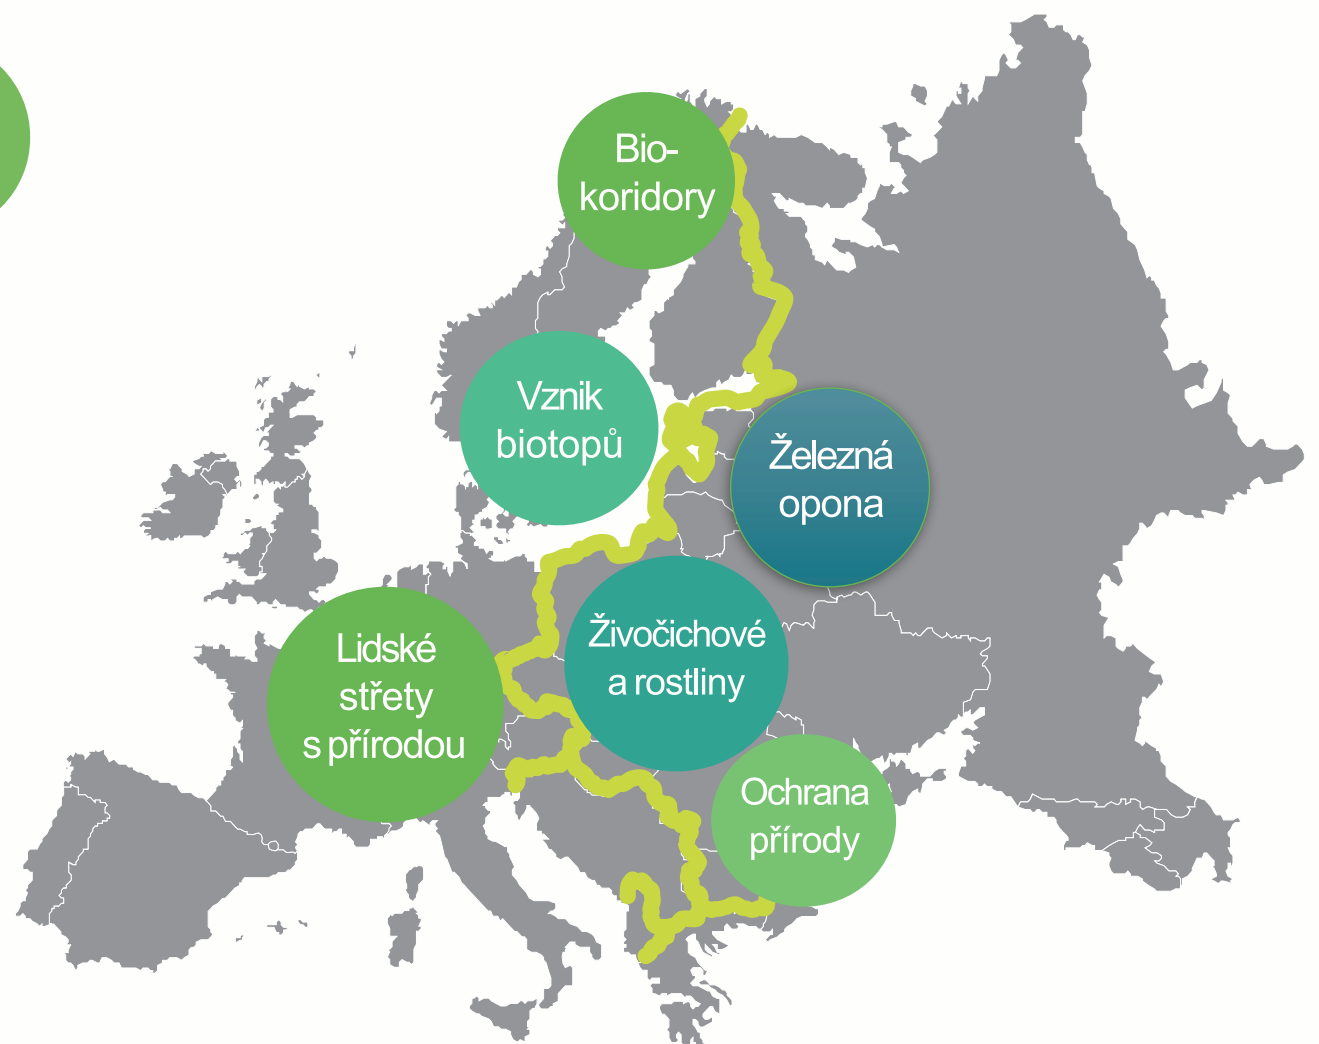 Bio-
koridory
Vznik
biotopů
Železná
opona
Živočichové
a rostliny
Lidské
střety
s přírodou
Ochrana
přírody